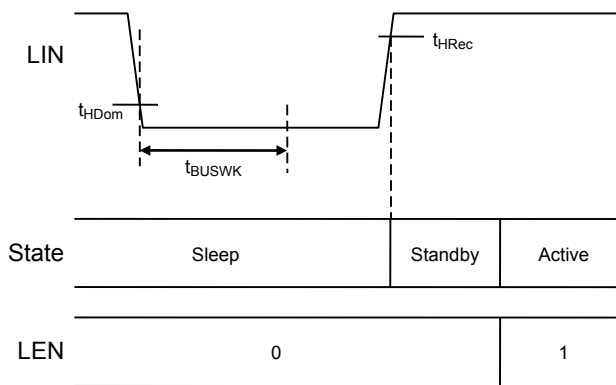 LIN
tHRec
tHDom
tBUSWK
State Sleep Standby Active
LEN 0 1